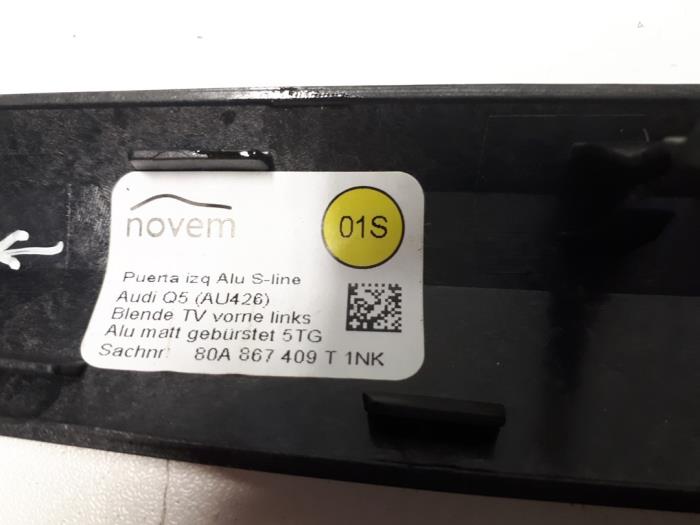 novem
01S
Puerta izq Alu S-line
Audi Q5 (AU426)
Blende TV vorne links
Alu matt gebürstet 5TG
Sachnr. 80A 867 409 T 1NK